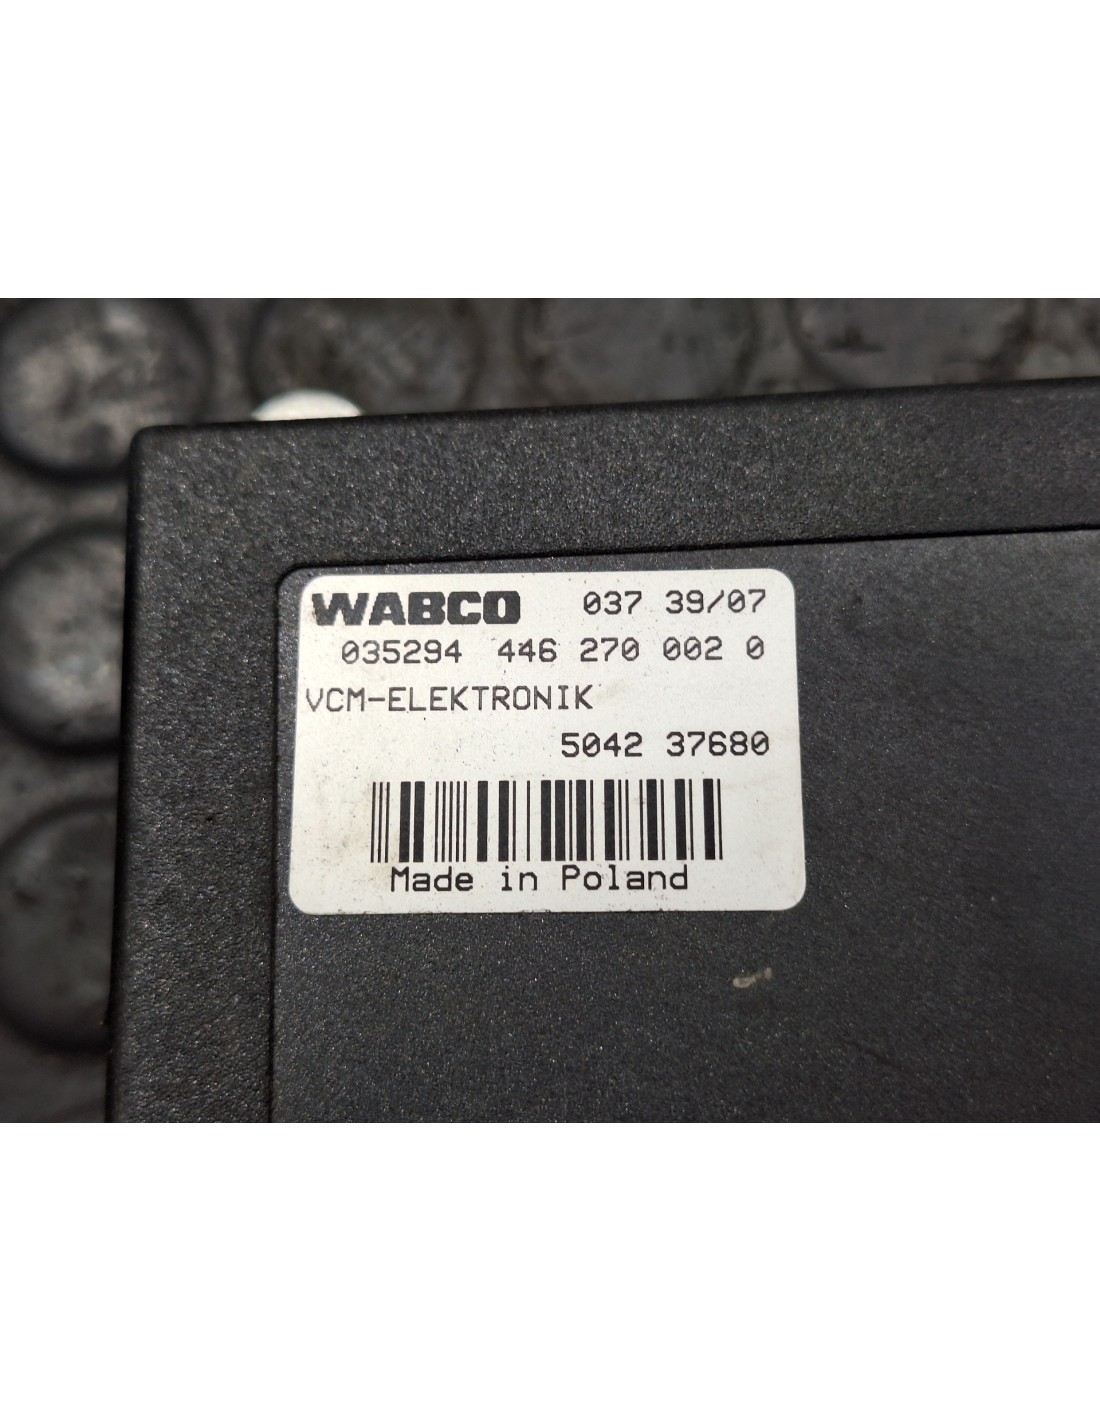 WABCO 037 39/07
035294 446 270 002 0
VCM-ELEKTRONIK
5042 37680
Made in Poland